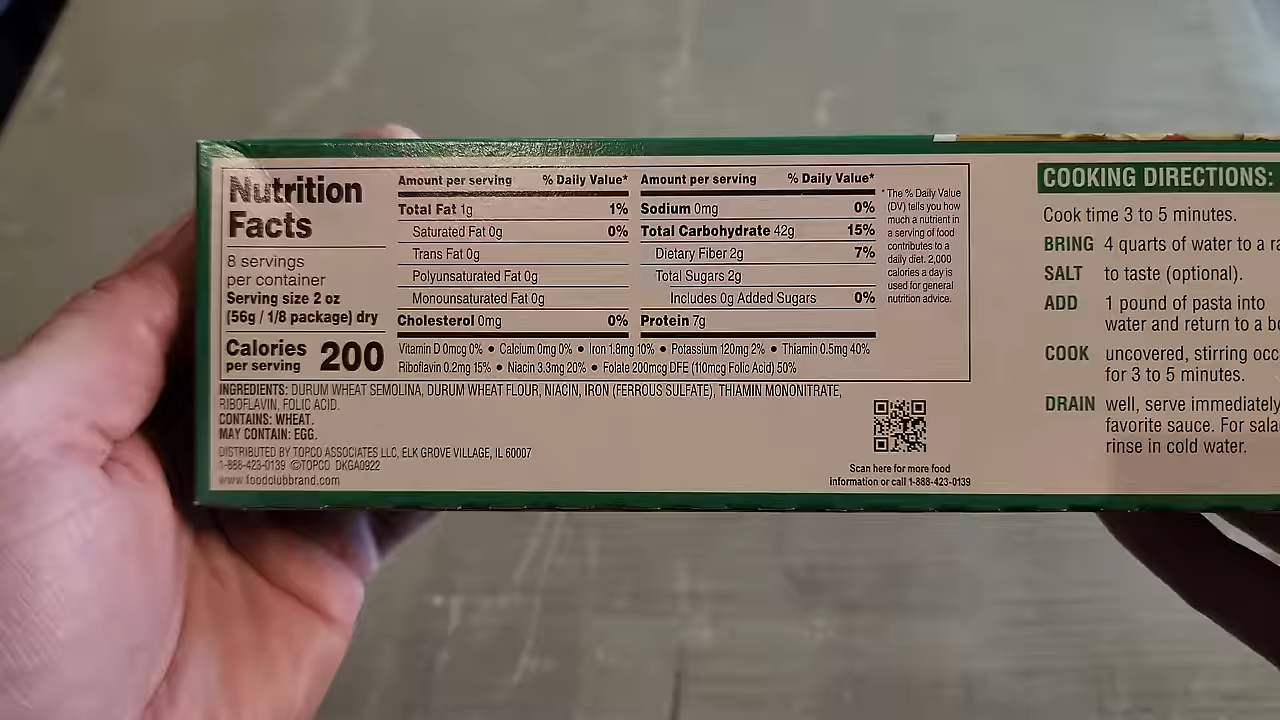 Nutrition
Facts
8 servings
per container
Serving size 2 oz
(56g / 1/8 package) dry
Calories
per serving
200
Amount per serving % Daily Value*
Total Fat 1g 1%
Saturated Fat 0g 0%
Trans Fat 0g
Polyunsaturated Fat 0g
Monounsaturated Fat 0g
Cholesterol 0mg 0%
Amount per serving % Daily Value*
Sodium 0mg 0%
Total Carbohydrate 42g 15%
Dietary Fiber 2g 7%
Total Sugars 2g
Includes 0g Added Sugars 0%
Protein 7g
Vitamin D 0mcg 0% • Calcium 0mg 0% • Iron 1.8mg 10% • Potassium 120mg 2% • Thiamin 0.5mg 40%
Riboflavin 0.2mg 15% • Niacin 3.3mg 20% • Folate 200mcg DFE (110mcg Folic Acid) 50%
* The % Daily Value
(DV) tells you how
much a nutrient in
a serving of food
contributes to a
daily diet. 2,000
calories a day is
used for general
nutrition advice.
INGREDIENTS: DURUM WHEAT SEMOLINA, DURUM WHEAT FLOUR, NIACIN, IRON (FERROUS SULFATE), THIAMIN MONONITRATE,
RIBOFLAVIN, FOLIC ACID.
CONTAINS: WHEAT.
MAY CONTAIN: EGG.
DISTRIBUTED BY TOPCO ASSOCIATES LLC, ELK GROVE VILLAGE, IL 60007
1-888-423-0139 ©TOPCO DKGA0922
www.foodclubbrand.com
Scan here for more food
information or call 1-888-423-0139
COOKING DIRECTIONS:
Cook time 3 to 5 minutes.
BRING 4 quarts of water to a
SALT to taste (optional).
ADD 1 pound of pasta into
water and return to a
COOK uncovered, stirring
for 3 to 5 minutes.
DRAIN well, serve immediately
favorite sauce. For
rinse in cold water.